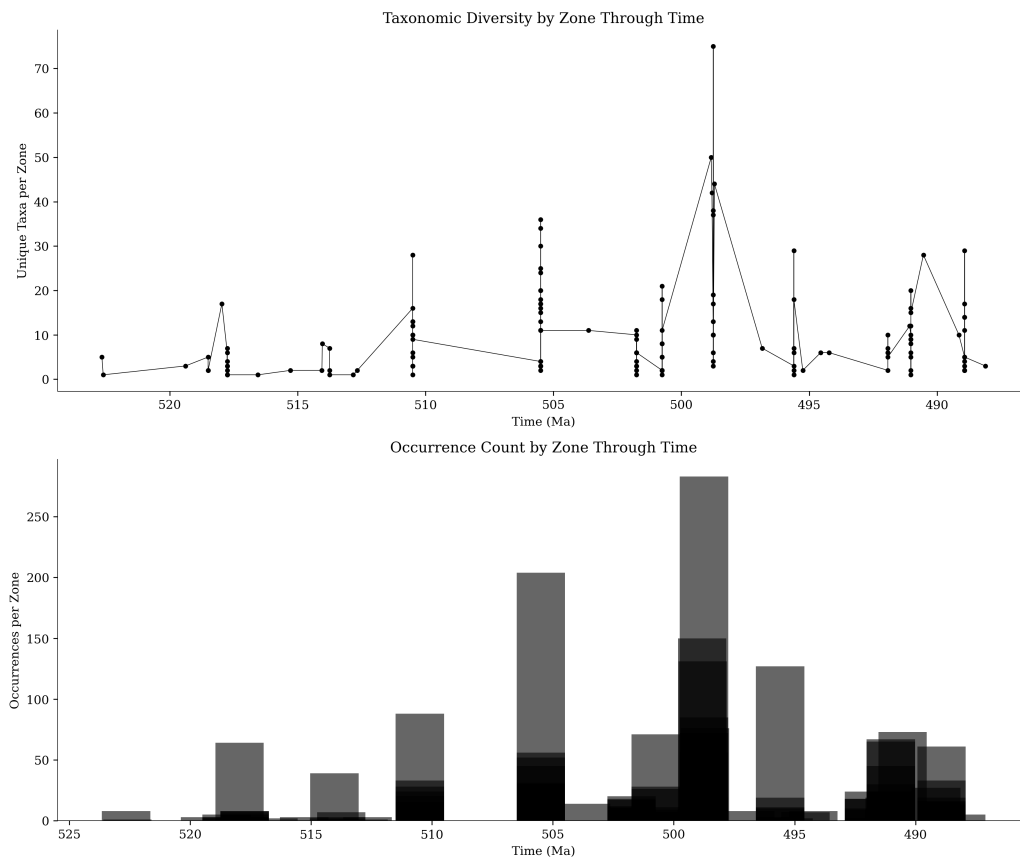 Taxonomic Diversity by Zone Through Time
Unique Taxa per Zone
70
60
50
40
30
20
10
0
520 515 510 505 500 495 490
Time (Ma)
Occurrence Count by Zone Through Time
Occurrences per Zone
250
200
150
100
50
0
525 520 515 510 505 500 495 490
Time (Ma)